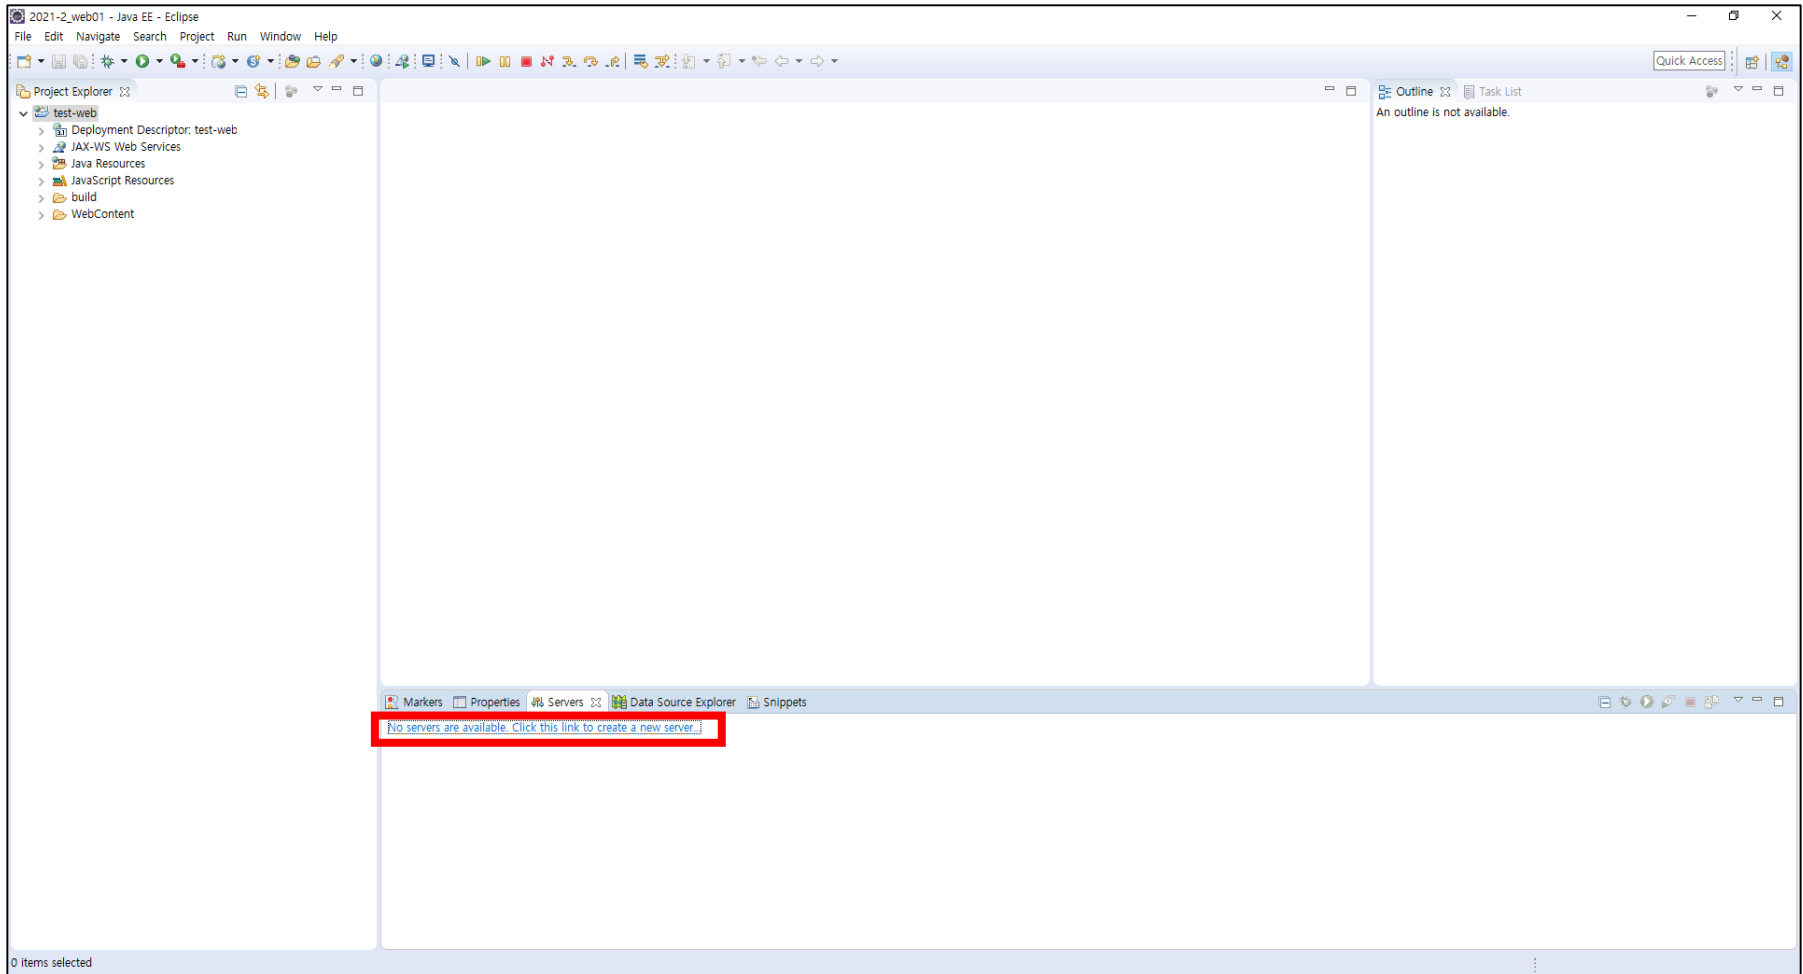 2021-2_web01 - Java EE - Eclipse
File Edit Navigate Search Project Run Window Help
Quick Access
Project Explorer
test-web
Deployment Descriptor: test-web
JAX-WS Web Services
Java Resources
JavaScript Resources
build
WebContent
Outline Task List
An outline is not available.
Markers Properties Servers Data Source Explorer Snippets
No servers are available. Click this link to create a new server...
0 items selected